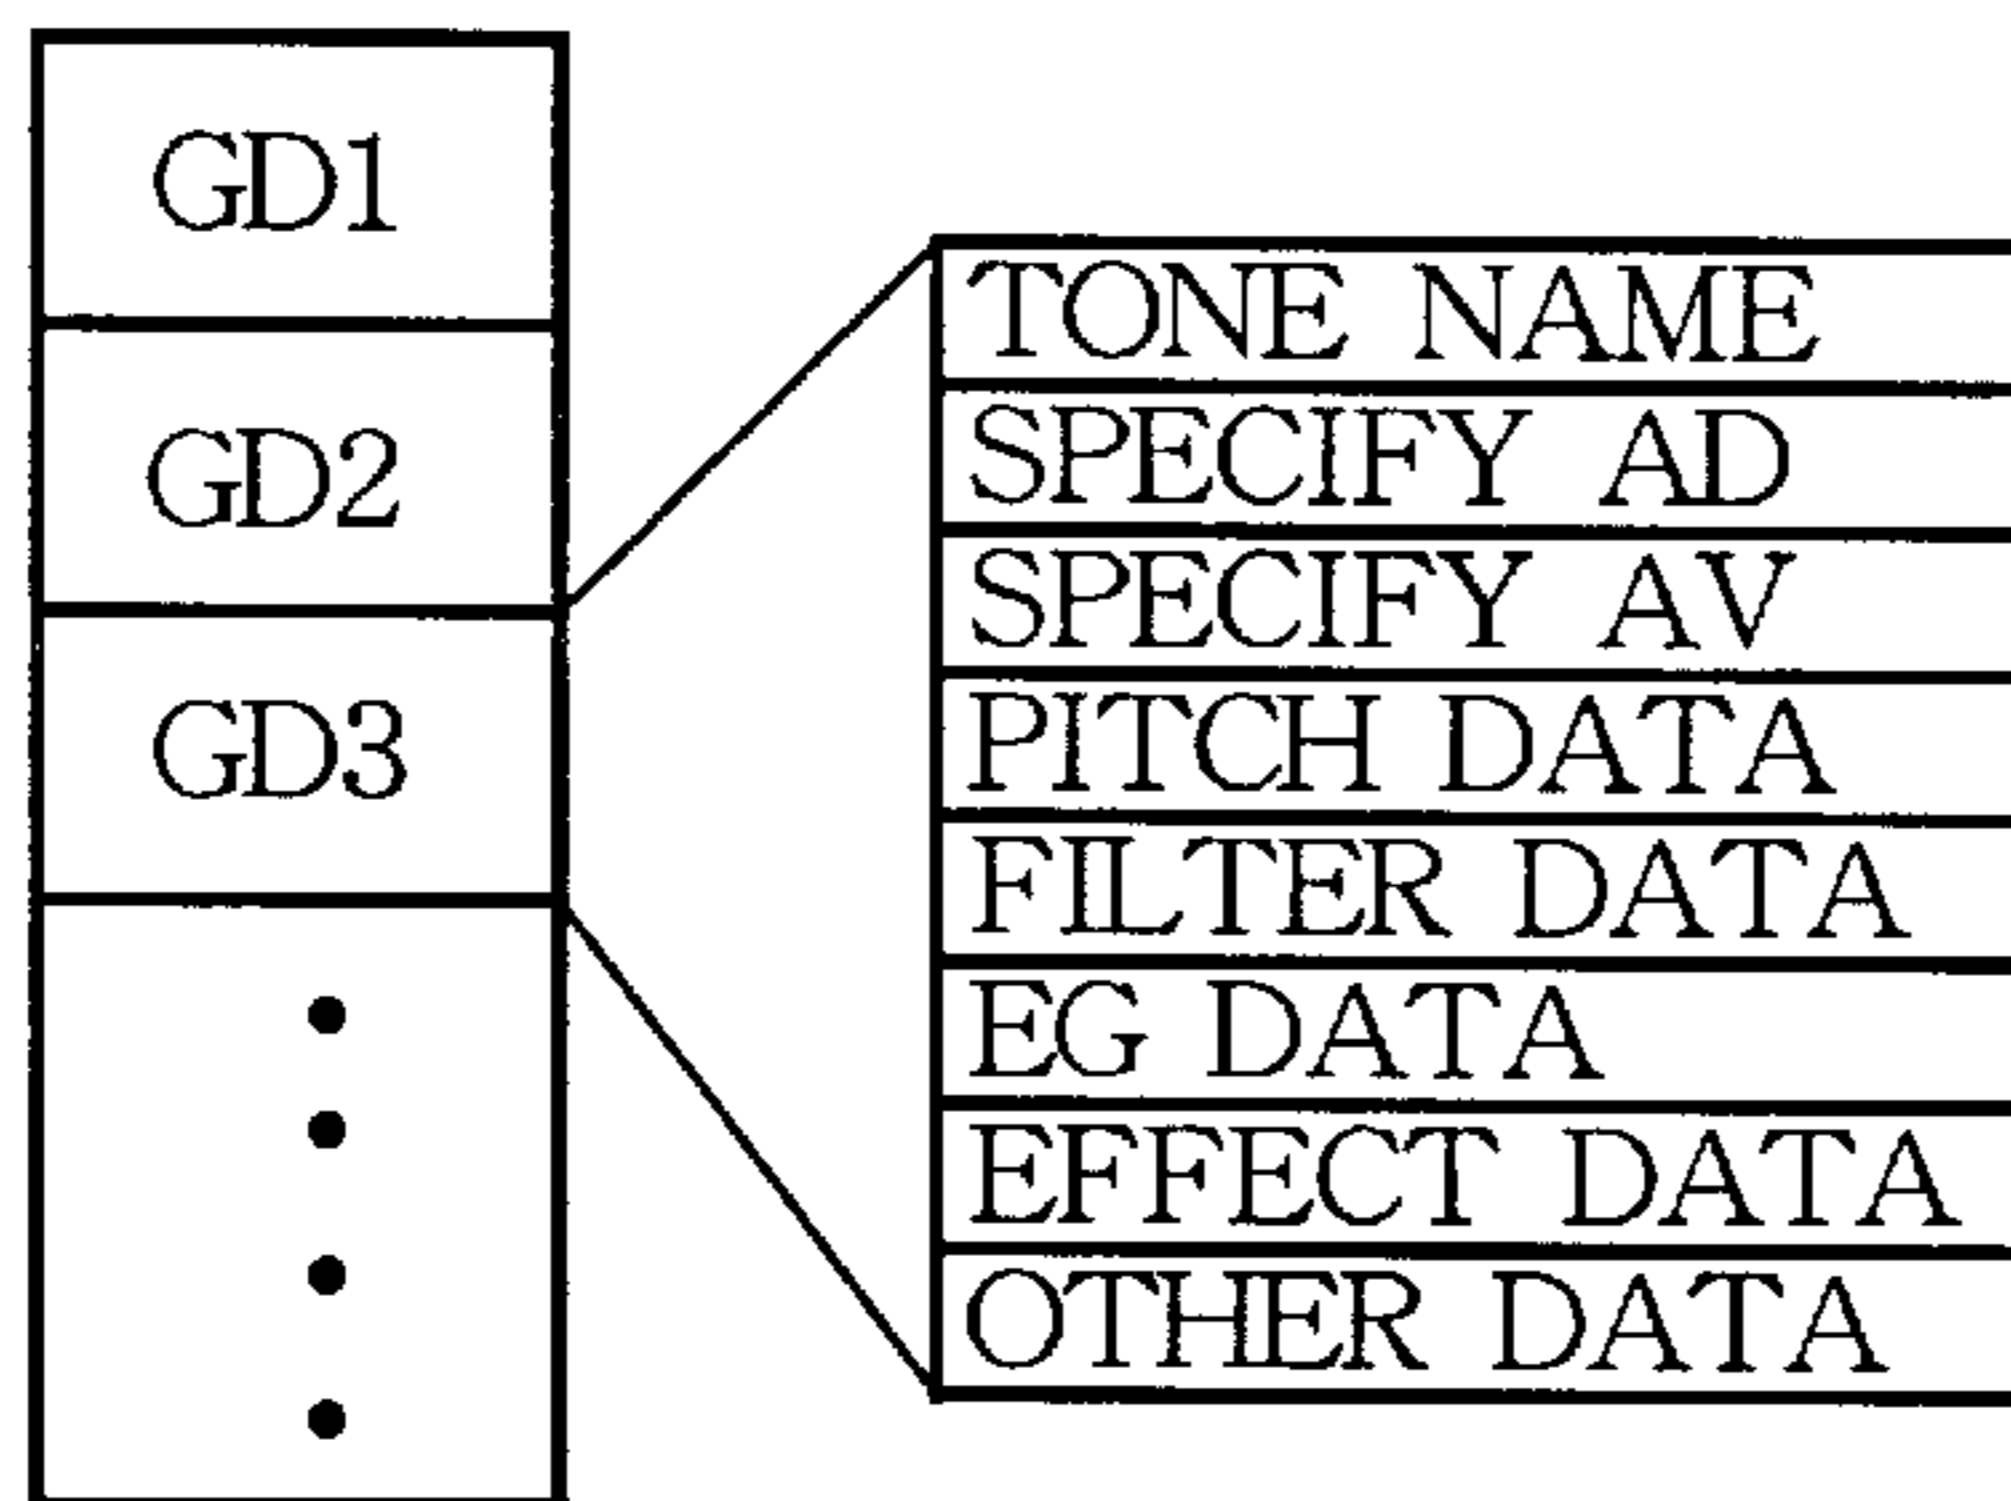 GD1
GD2
GD3
TONE NAME
SPECIFY AD
SPECIFY AV
PITCH DATA
FILTER DATA
EG DATA
EFFECT DATA
OTHER DATA